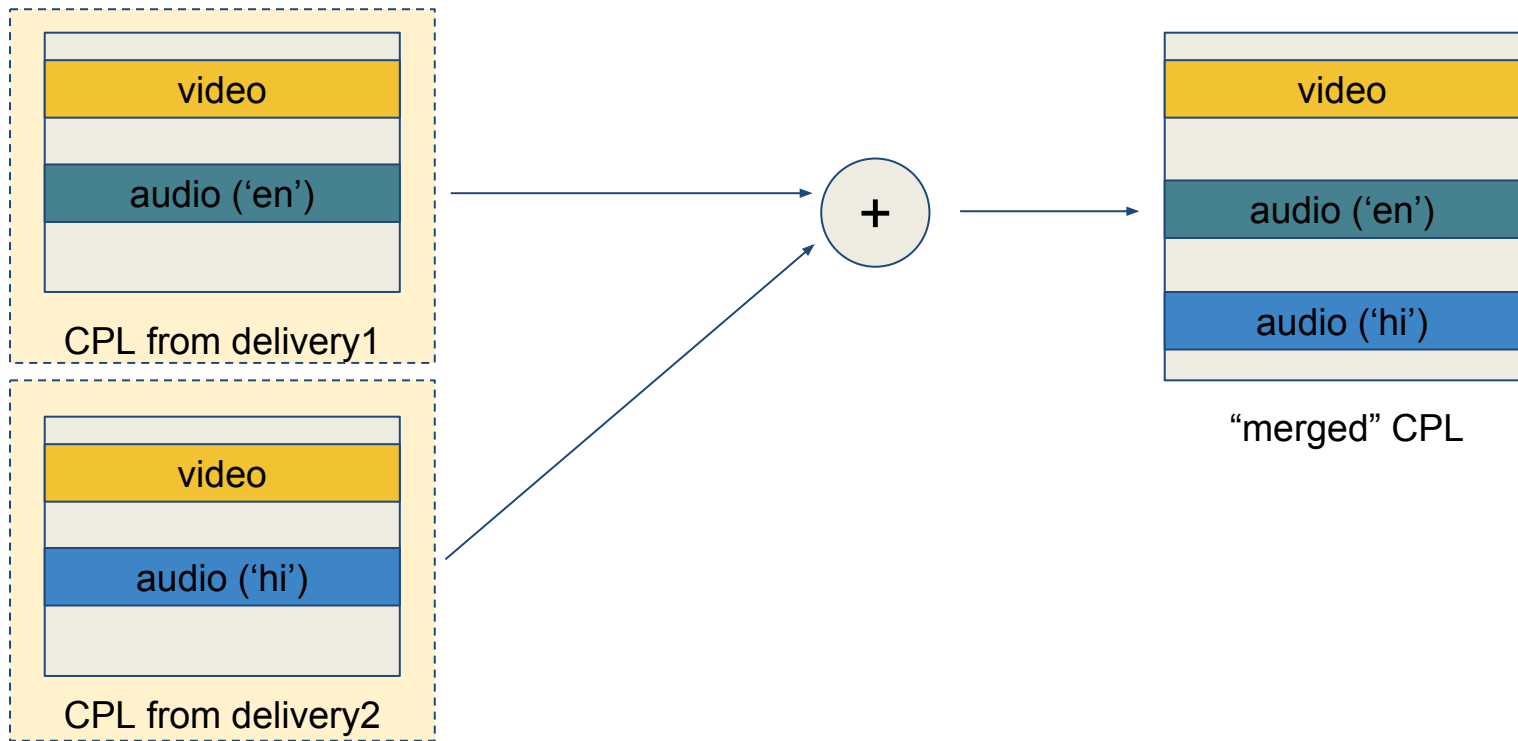 video
audio (‘en’)
CPL from delivery1
video
audio (‘hi’)
CPL from delivery2
+
video
audio (‘en’)
audio (‘hi’)
“merged” CPL